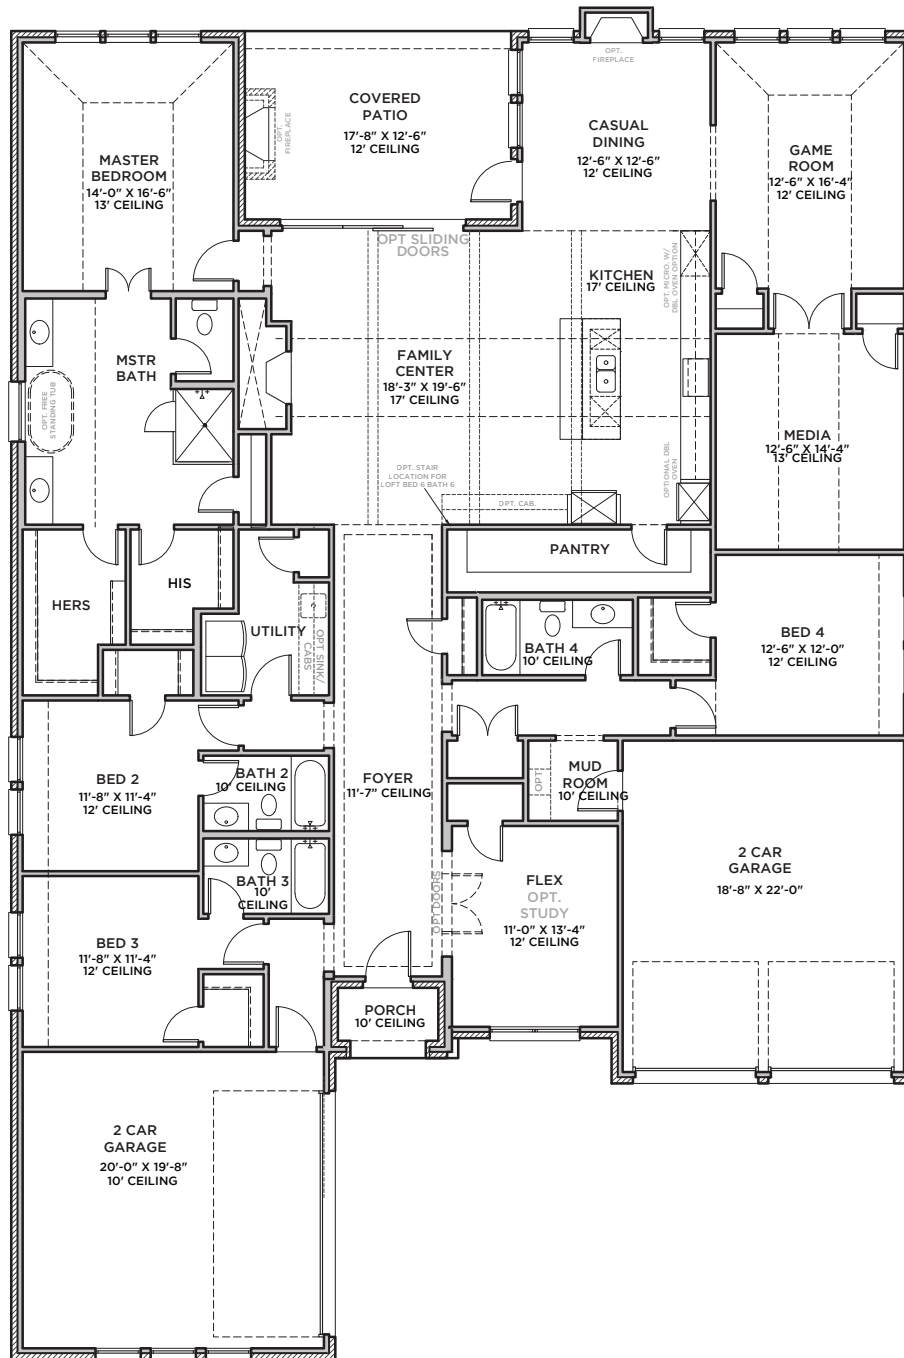 OPT.
FIREPLACE
COVERED
PATIO
17'-8" X 12'-6"
12' CEILING
OPT.
FIREPLACE
CASUAL
DINING
12'-6" X 12'-6"
12' CEILING
GAME
ROOM
12'-6" X 16'-4"
12' CEILING
MASTER
BEDROOM
14'-0" X 16'-6"
13' CEILING
OPT SLIDING
DOORS
KITCHEN
17' CEILING
OPT. MICRO. W/
DBL OVEN OPTION
MSTR
BATH
OPT. FREE
STANDING TUB
FAMILY
CENTER
18'-3" X 19'-6"
17' CEILING
MEDIA
12'-6" X 14'-4"
13' CEILING
OPT. STAIR
LOCATION FOR
LOFT BED 6 BATH 6
OPT. CAB.
OPTIONAL DBL
OVEN
PANTRY
HERS
HIS
UTILITY
OPT SINK/
CABS
BATH 4
10' CEILING
BED 4
12'-6" X 12'-0"
12' CEILING
BED 2
11'-8" X 11'-4"
12' CEILING
BATH 2
10' CEILING
FOYER
11'-7" CEILING
OPT
MUD
ROOM
10' CEILING
2 CAR
GARAGE
18'-8" X 22'-0"
BATH 3
10'
CEILING
OPT DOORS
FLEX
OPT.
STUDY
11'-0" X 13'-4"
12' CEILING
BED 3
11'-8" X 11'-4"
12' CEILING
PORCH
10' CEILING
2 CAR
GARAGE
20'-0" X 19'-8"
10' CEILING